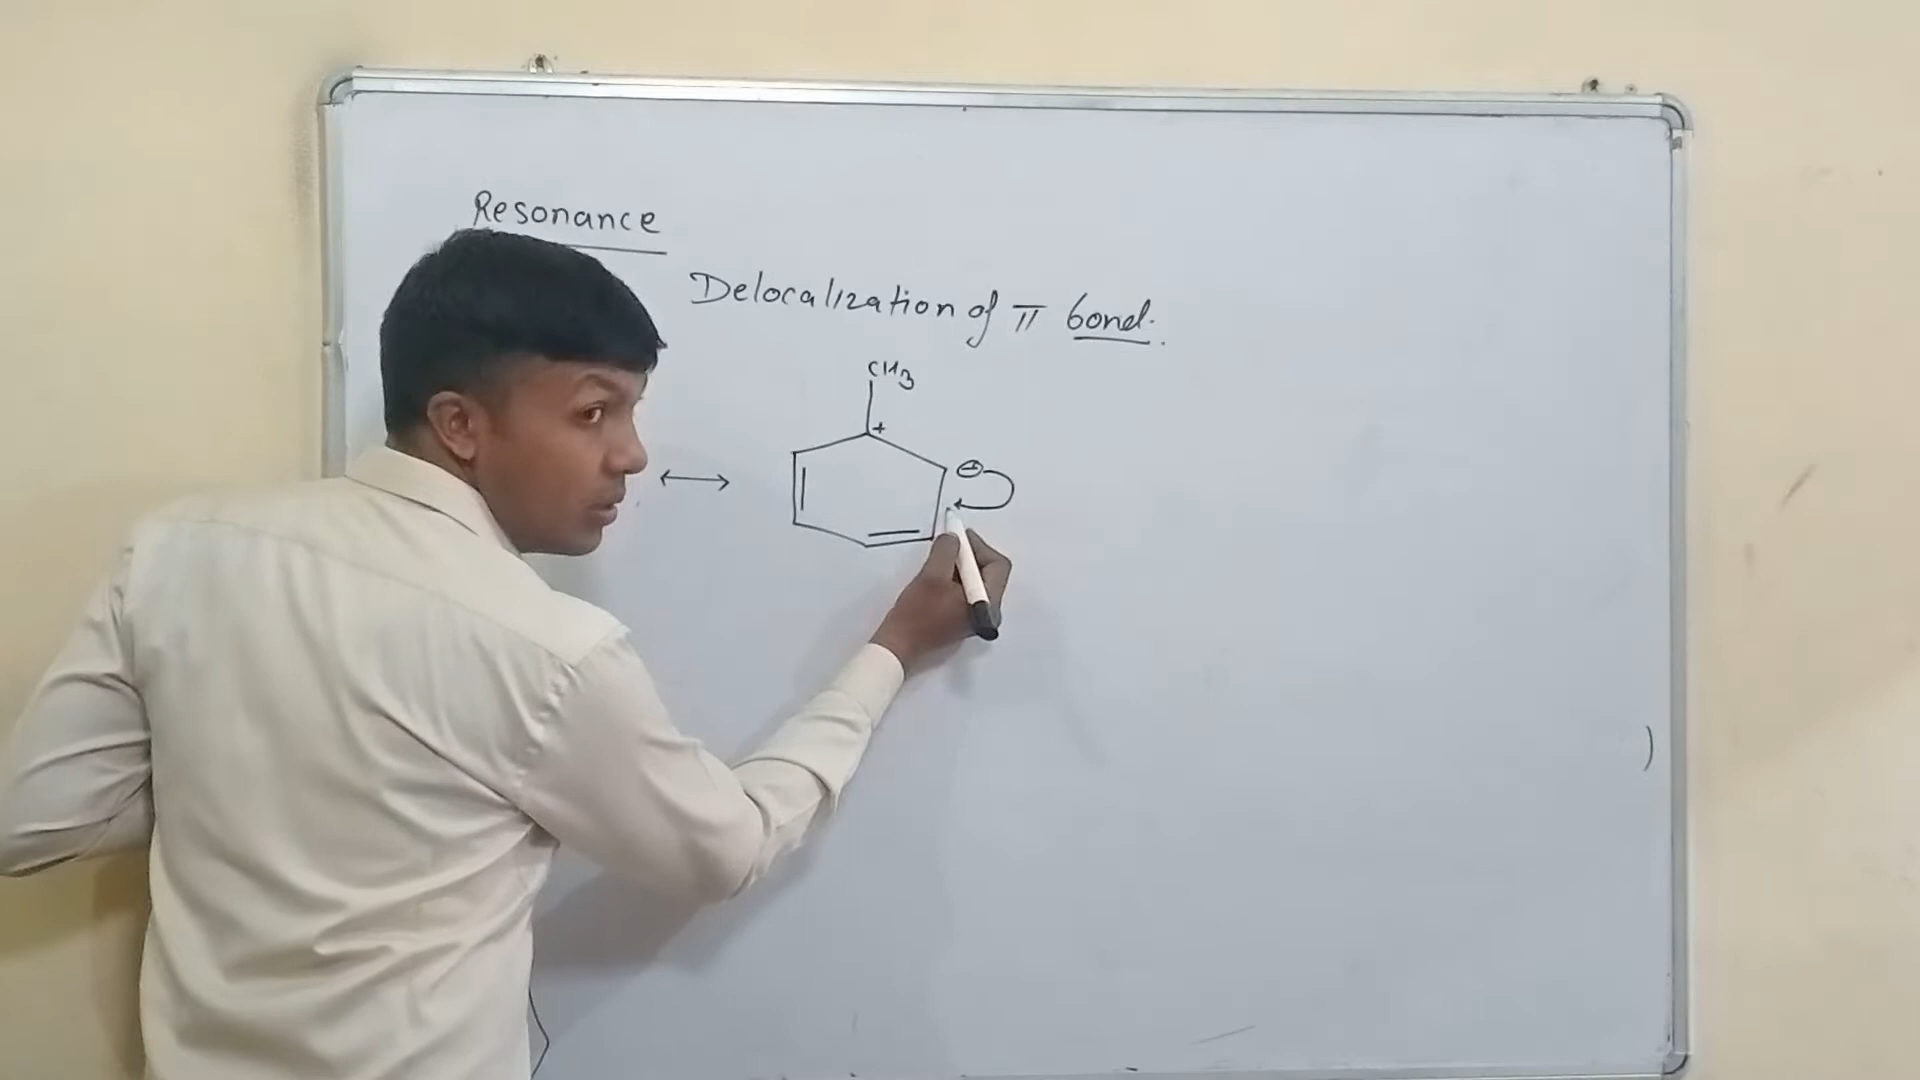 Resonance
Delocalization of π bond.
CH3
+
⊖
)